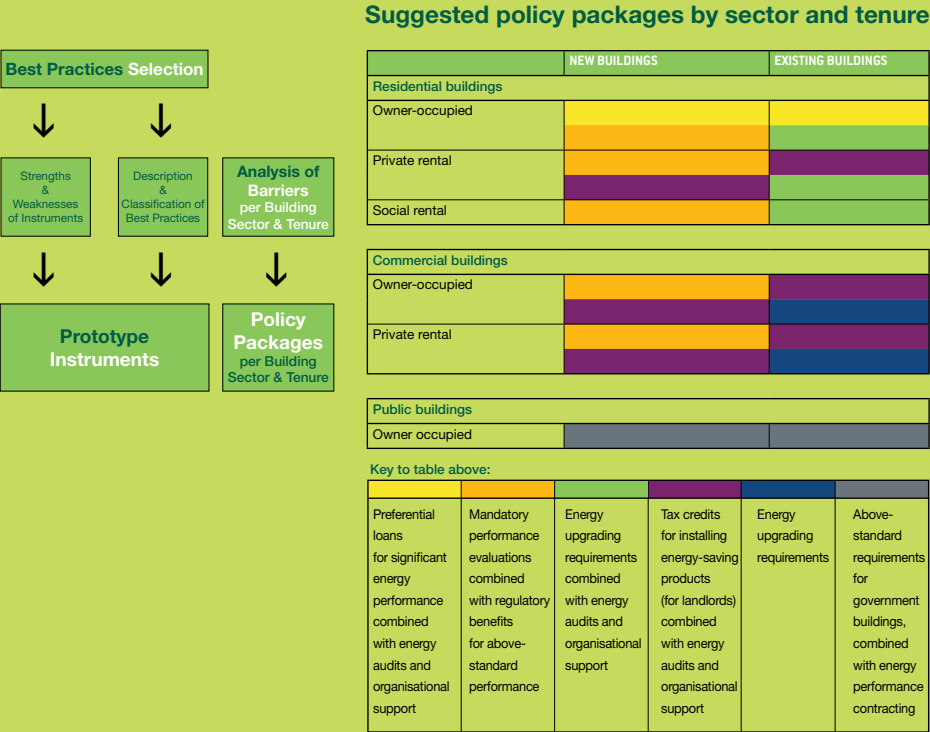 Suggested policy packages by sector and tenure
Best Practices Selection
Strengths
&
Weaknesses
of Instruments
Description
&
Classification of
Best Practices
Analysis of
Barriers
per Building
Sector & Tenure
Prototype
Instruments
Policy
Packages
per Building
Sector & Tenure
NEW BUILDINGS
EXISTING BUILDINGS
Residential buildings
Owner-occupied
Private rental
Social rental
Commercial buildings
Owner-occupied
Private rental
Public buildings
Owner occupied
Key to table above:
Preferential
loans
for significant
energy
performance
combined
with energy
audits and
organisational
support
Mandatory
performance
evaluations
combined
with regulatory
benefits
for above-
standard
performance
Energy
upgrading
requirements
combined
with energy
audits and
organisational
support
Tax credits
for installing
energy-saving
products
(for landlords)
combined
with energy
audits and
organisational
support
Energy
upgrading
requirements
Above-
standard
requirements
for
government
buildings,
combined
with energy
performance
contracting